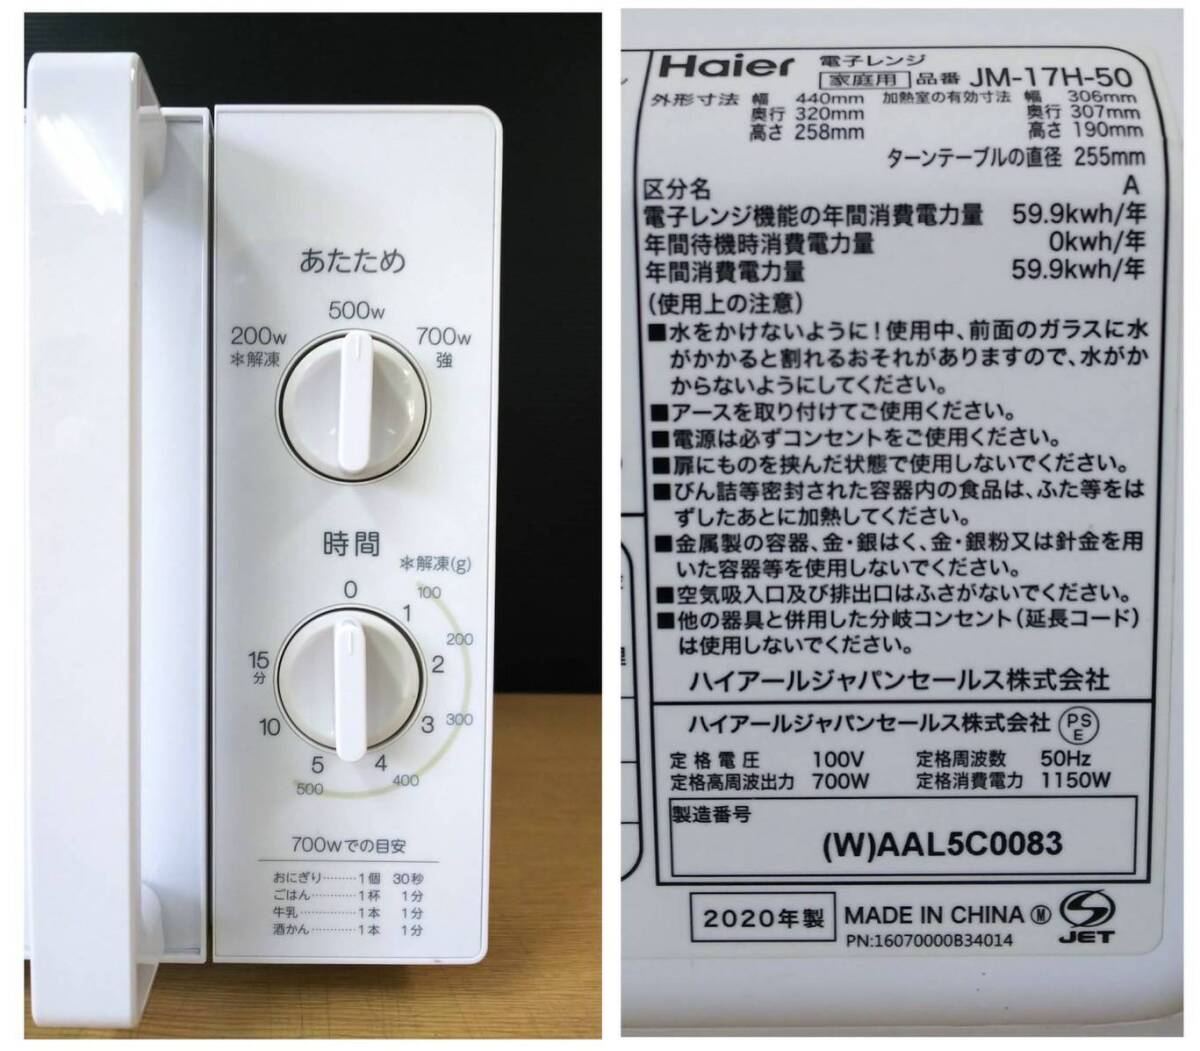 あたため
500w
200w
700w
*解凍
強
時間
*解凍(g)
0
1
2
3
4
5
10
15
分
100
200
300
400
500
700wでの目安
おにぎり………1個 30秒
ごはん…………1杯 1分
牛乳……………1本 1分
酒かん…………1本 1分
Haier 電子レンジ
家庭用 品番 JM-17H-50
外形寸法 幅 440mm 加熱室の有効寸法 幅 306mm
奥行 320mm 奥行 307mm
高さ 258mm 高さ 190mm
ターンテーブルの直径 255mm
区分名 A
電子レンジ機能の年間消費電力量 59.9kwh/年
年間待機時消費電力量 0kwh/年
年間消費電力量 59.9kwh/年
(使用上の注意)
■水をかけないように!使用中、前面のガラスに水
がかかると割れるおそれがありますので、水がか
からないようにしてください。
■アースを取り付けてご使用ください。
■電源は必ずコンセントをご使用ください。
■扉にものを挟んだ状態で使用しないでください。
■びん詰等密封された容器内の食品は、ふた等をは
ずしたあとに加熱してください。
■金属製の容器、金・銀はく、金・銀粉又は針金を用
いた容器等を使用しないでください。
■空気吸入口及び排出口はふさがないでください。
■他の器具と併用した分岐コンセント(延長コード)
は使用しないでください。
ハイアールジャパンセールス株式会社
ハイアールジャパンセールス株式会社 PS E
定格電圧 100V 定格周波数 50Hz
定格高周波出力 700W 定格消費電力 1150W
製造番号
(W)AAL5C0083
2020年製 MADE IN CHINA Ⓜ JET
PN:16070000B34014